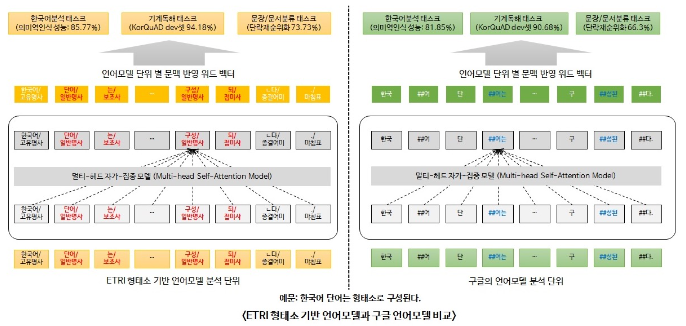 한국어분석 태스크
(의미역인식 성능: 85.77%)
기계독해 태스크
(KorQuAD dev셋 94.18%)
문장/문서분류 태스크
(단락재순위화 73.73%)
언어모델 단위 별 문맥 반영 워드 벡터
한국어/
고유명사
단어/
일반명사
는/
보조사
...
구성/
일반명사
되/
접미사
ㄴ다/
종결어미
./
마침표
한국어/
고유명사
단어/
일반명사
는/
보조사
...
구성/
일반명사
되/
접미사
ㄴ다/
종결어미
./
마침표
멀티-헤드 자가-집중 모델 (Multi-head Self-Attention Model)
한국어/
고유명사
단어/
일반명사
는/
보조사
...
구성/
일반명사
되/
접미사
ㄴ다/
종결어미
./
마침표
한국어/
고유명사
단어/
일반명사
는/
보조사
...
구성/
일반명사
되/
접미사
ㄴ다/
종결어미
./
마침표
ETRI 형태소 기반 언어모델 분석 단위
한국어분석 태스크
(의미역인식 성능: 81.85%)
기계독해 태스크
(KorQuAD dev셋 90.68%)
문장/문서분류 태스크
(단락재순위화 66.3%)
언어모델 단위 별 문맥 반영 워드 벡터
한국 ##어 단 ##어는 ... 구 ##성된 ##다.
한국 ##어 단 ##어는 ... 구 ##성된 ##다.
멀티-헤드 자가-집중 모델 (Multi-head Self-Attention Model)
한국 ##어 단 ##어는 ... 구 ##성된 ##다.
한국 ##어 단 ##어는 ... 구 ##성된 ##다.
구글의 언어모델 분석 단위
예문: 한국어 단어는 형태소로 구성된다.
<ETRI 형태소 기반 언어모델과 구글 언어모델 비교>